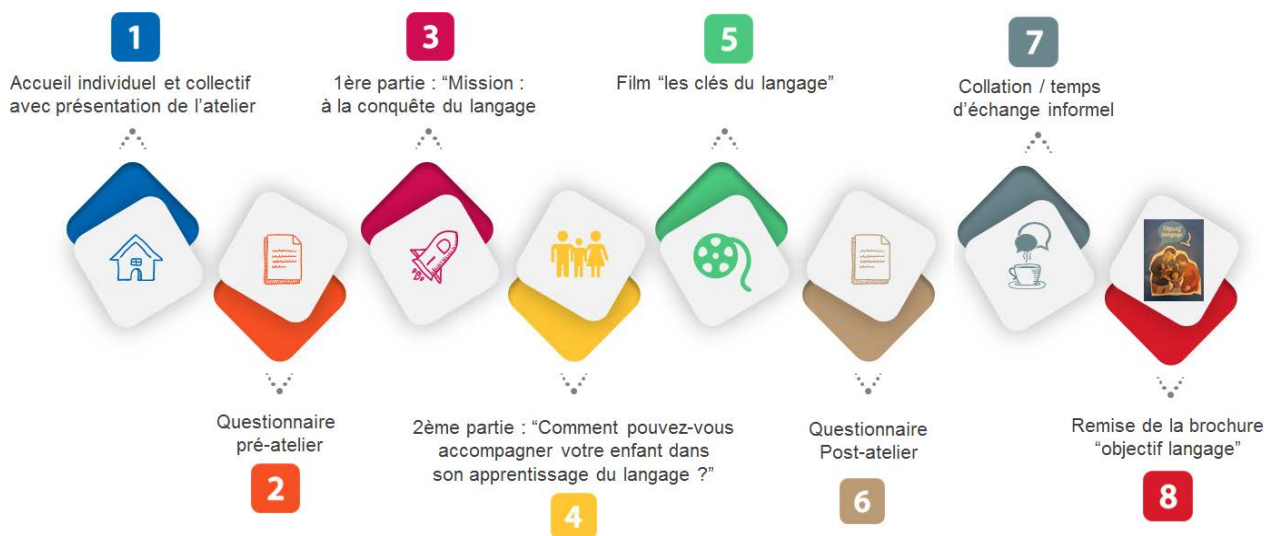 1
Accueil individuel et collectif
avec présentation de l’atelier
Questionnaire
pré-atelier
2
3
1ère partie : “Mission :
à la conquête du langage
2ème partie : “Comment pouvez-vous
accompagner votre enfant dans
son apprentissage du langage ?”
4
5
Film “les clés du langage”
Questionnaire
Post-atelier
6
7
Collation / temps
d’échange informel
Objectif
langage
Remise de la brochure
“objectif langage”
8